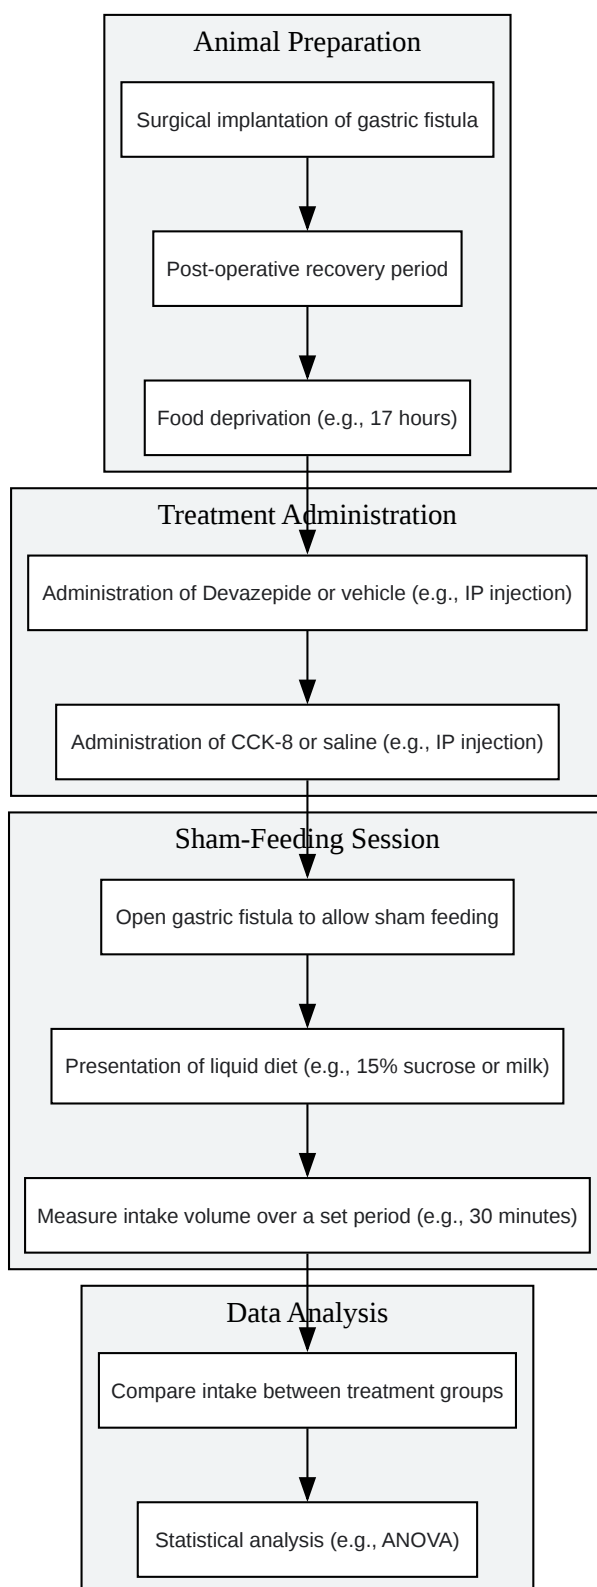 Animal Preparation
Surgical implantation of gastric fistula
Post-operative recovery period
Food deprivation (e.g., 17 hours)
Treatment Administration
Administration of Devazepide or vehicle (e.g., IP injection)
Administration of CCK-8 or saline (e.g., IP injection)
Sham-Feeding Session
Open gastric fistula to allow sham feeding
Presentation of liquid diet (e.g., 15% sucrose or milk)
Measure intake volume over a set period (e.g., 30 minutes)
Data Analysis
Compare intake between treatment groups
Statistical analysis (e.g., ANOVA)